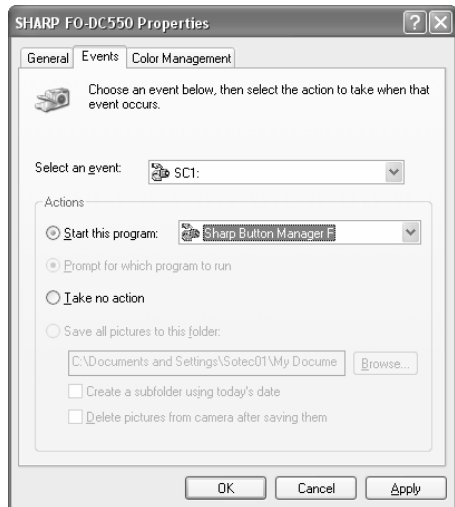 SHARP FO-DC550 Properties
General Events Color Management
Choose an event below, then select the action to take when that
event occurs.
Select an event: SC1:
Actions
Start this program: Sharp Button Manager F
Prompt for which program to run
Take no action
Save all pictures to this folder:
C:\Documents and Settings\Sotec01\My Docume Browse...
Create a subfolder using today's date
Delete pictures from camera after saving them
OK Cancel Apply